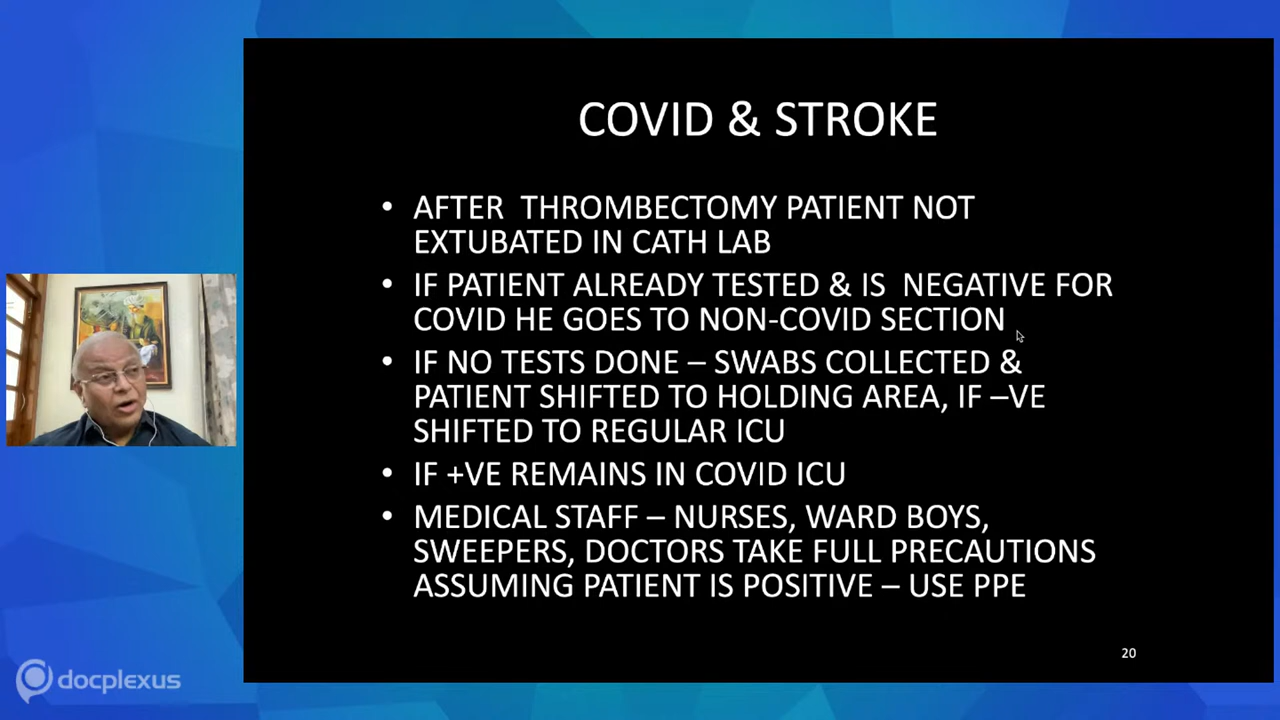 COVID & STROKE
• AFTER THROMBECTOMY PATIENT NOT
EXTUBATED IN CATH LAB
• IF PATIENT ALREADY TESTED & IS NEGATIVE FOR
COVID HE GOES TO NON-COVID SECTION
• IF NO TESTS DONE – SWABS COLLECTED &
PATIENT SHIFTED TO HOLDING AREA, IF –VE
SHIFTED TO REGULAR ICU
• IF +VE REMAINS IN COVID ICU
• MEDICAL STAFF – NURSES, WARD BOYS,
SWEEPERS, DOCTORS TAKE FULL PRECAUTIONS
ASSUMING PATIENT IS POSITIVE – USE PPE
20
docplexus